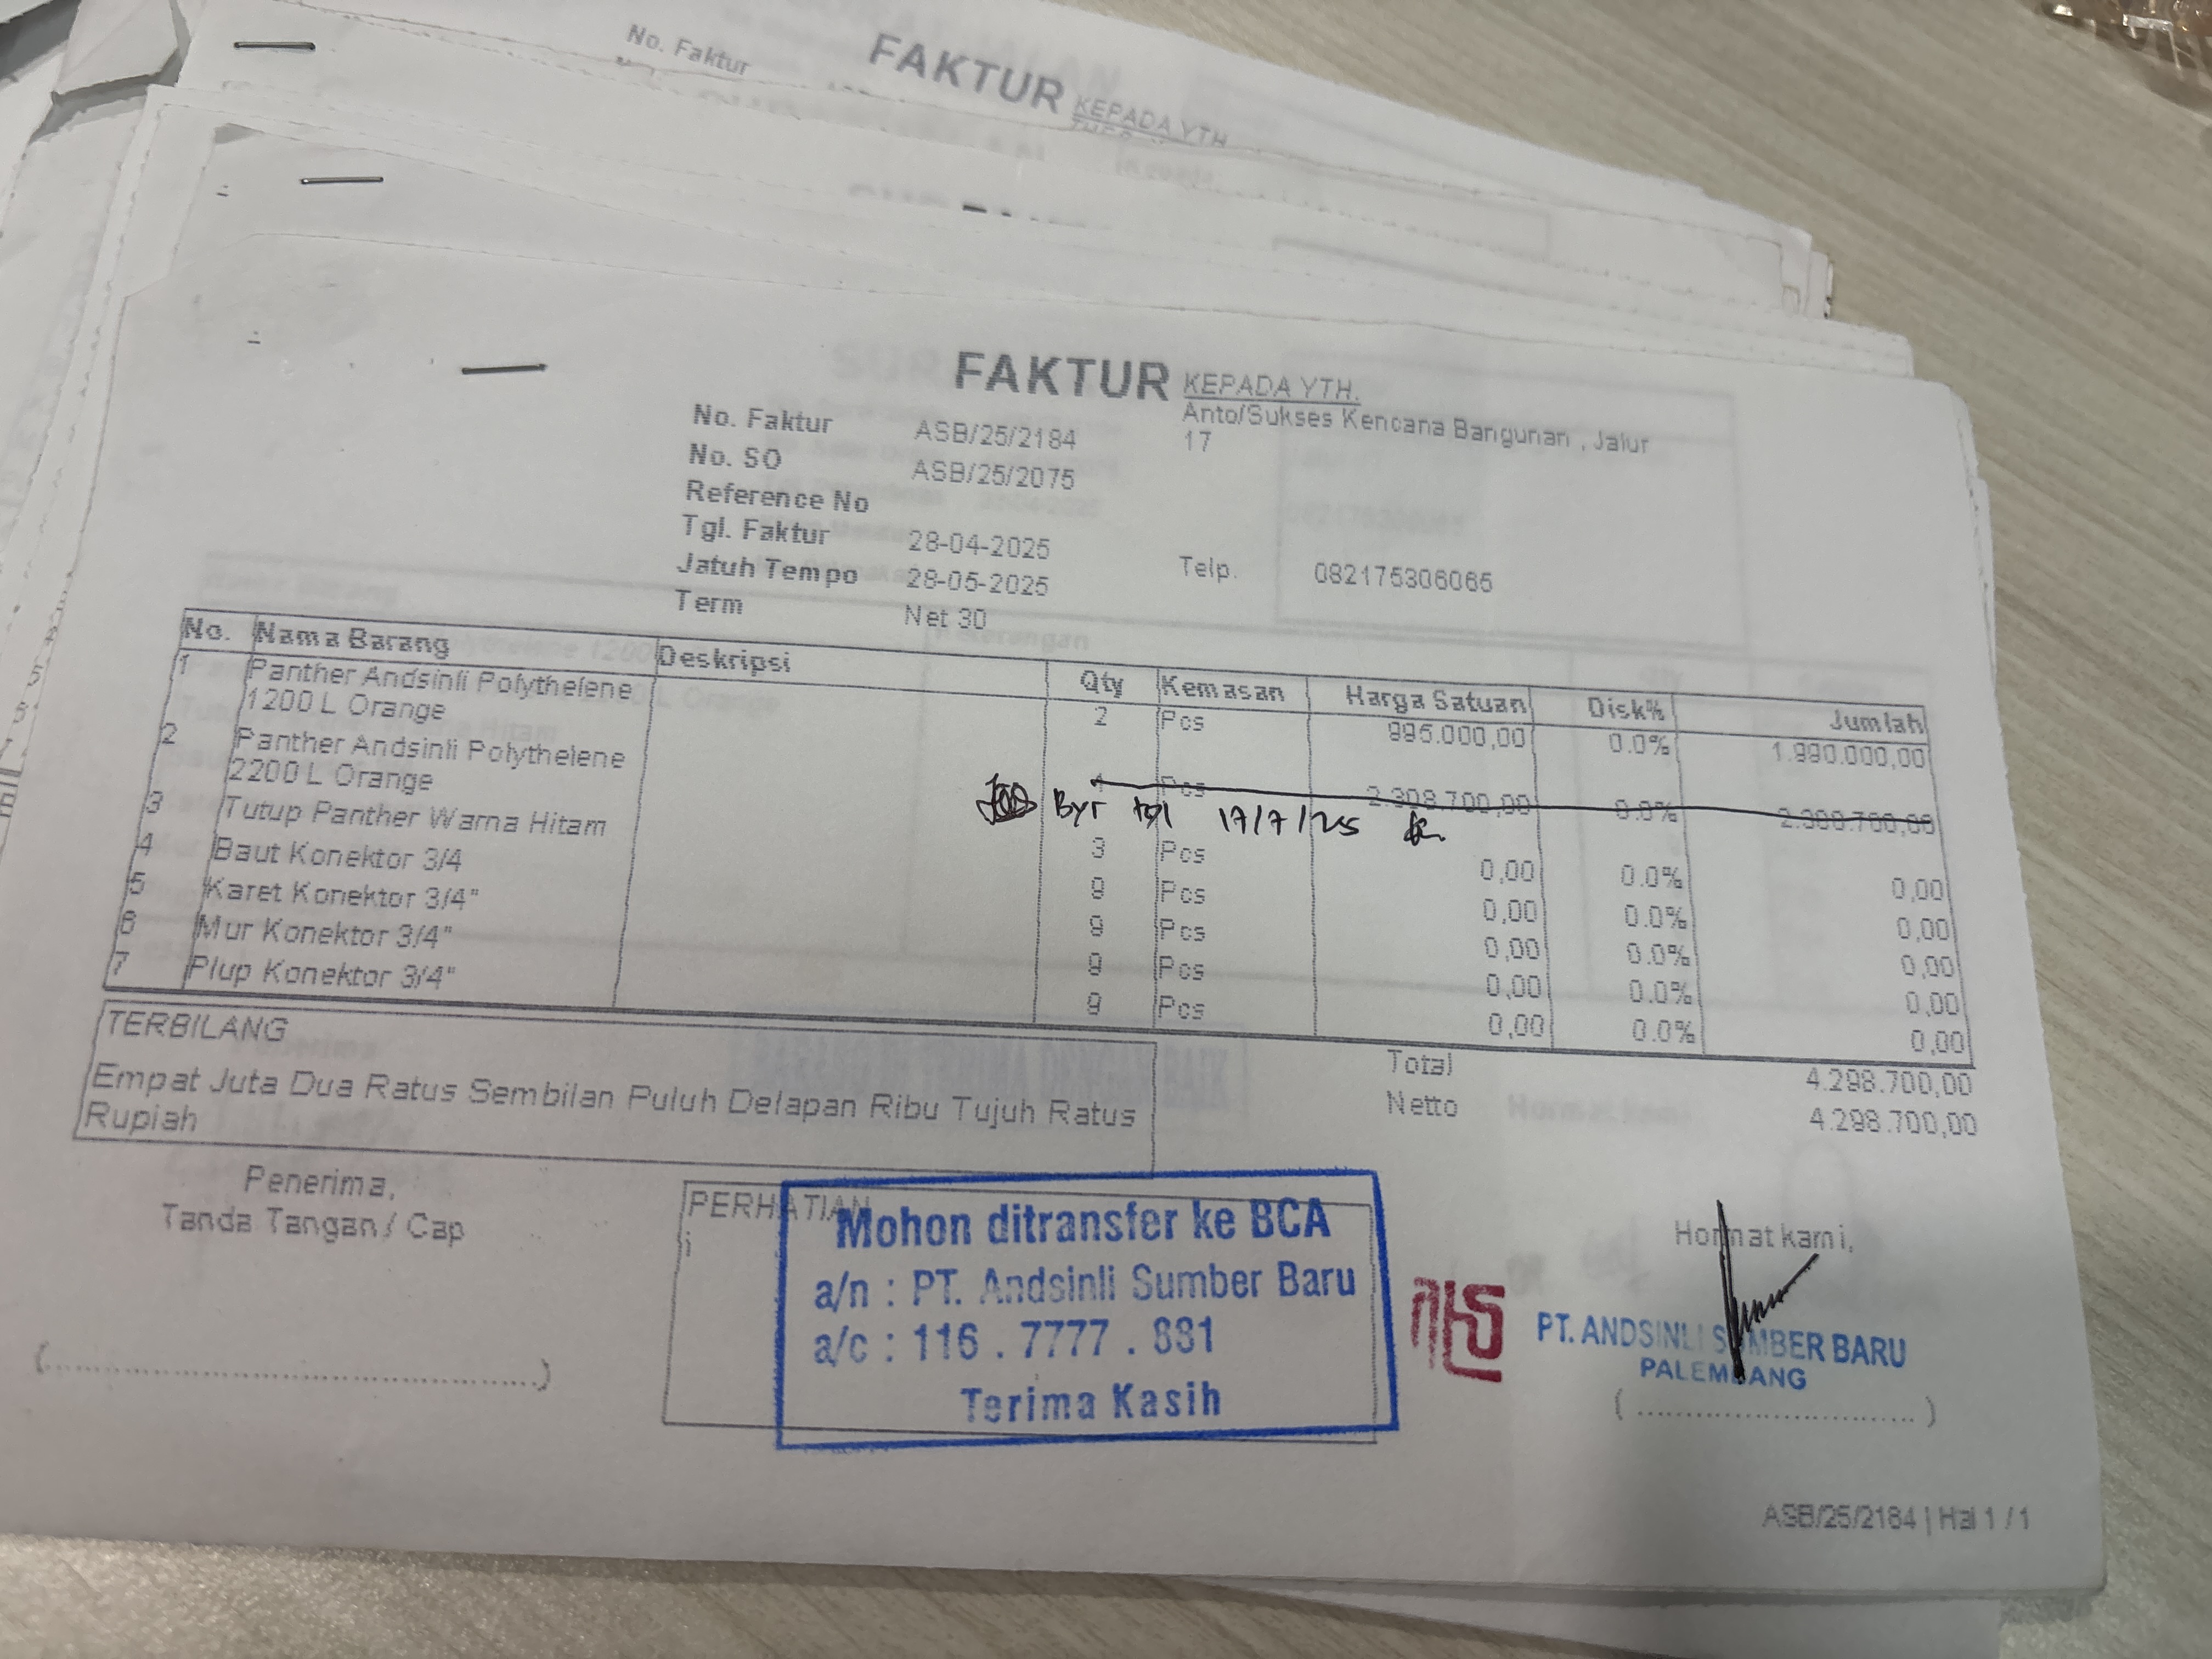 No. Faktur
FAKTUR
KEPADA YTH
FAKTUR
KEPADA YTH.
Anto/Sukses Kencana Bangunan , Jalur
17
No. Faktur ASB/25/2184
No. SO ASB/25/2075
Reference No
Tgl. Faktur 28-04-2025
Jatuh Tempo 28-05-2025
Term Net 30
Telp. 082175306065
No. Nama Barang Deskripsi Qty Kemasan Harga Satuan Disk% Jumlah
1 Panther Andsinli Polythelene 2 Pcs 995.000,00 0.0% 1.990.000,00
1200 L Orange
2 Panther Andsinli Polythelene 1 Pcs 2.308.700,00 0.0% 2.308.700,00
2200 L Orange
Byr tgl 17/7/25
3 Tutup Panther Warna Hitam 3 Pcs 0,00 0.0% 0,00
4 Baut Konektor 3/4 9 Pcs 0,00 0.0% 0,00
5 Karet Konektor 3/4" 9 Pcs 0,00 0.0% 0,00
6 Mur Konektor 3/4" 9 Pcs 0,00 0.0% 0,00
7 Plup Konektor 3/4" 9 Pcs 0,00 0.0% 0,00
TERBILANG
Empat Juta Dua Ratus Sembilan Puluh Delapan Ribu Tujuh Ratus
Rupiah
Total 4.298.700,00
Netto 4.298.700,00
Penerima,
Tanda Tangan / Cap
(..........................................)
PERHATIAN
i
Mohon ditransfer ke BCA
a/n : PT. Andsinli Sumber Baru
a/c : 116 . 7777 . 881
Terima Kasih
Hormat kami,
PT. ANDSINLI SUMBER BARU
PALEMBANG
( ............................ )
ASB/25/2184 | Hal 1 / 1